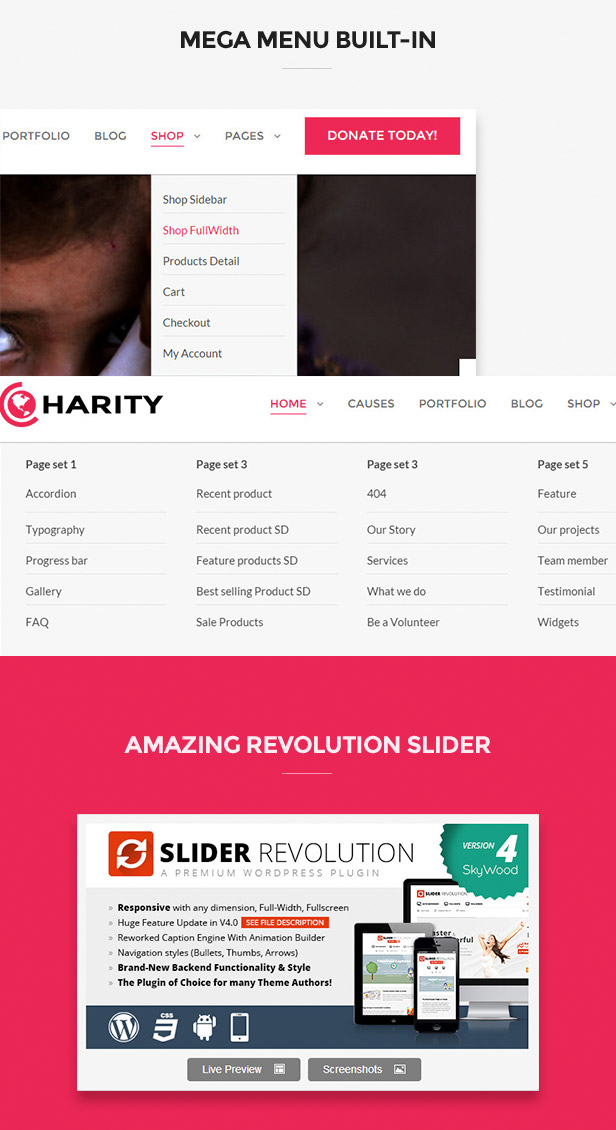 MEGA MENU BUILT-IN
PORTFOLIO BLOG SHOP PAGES DONATE TODAY!
Shop Sidebar
Shop FullWidth
Products Detail
Cart
Checkout
My Account
HARITY HOME CAUSES PORTFOLIO BLOG SHOP
Page set 1 Page set 3 Page set 3 Page set 5
Accordion Recent product 404 Feature
Typography Recent product SD Our Story Our projects
Progress bar Feature products SD Services Team member
Gallery Best selling Product SD What we do Testimonial
FAQ Sale Products Be a Volunteer Widgets
AMAZING REVOLUTION SLIDER
SLIDER REVOLUTION
A PREMIUM WORDPRESS PLUGIN
VERSION 4
SkyWood
» Responsive with any dimension, Full-Width, Fullscreen
» Huge Feature Update in V4.0 SEE FILE DESCRIPTION
» Reworked Caption Engine With Animation Builder
» Navigation styles (Bullets, Thumbs, Arrows)
» Brand-New Backend Functionality & Style
» The Plugin of Choice for many Theme Authors!
SLIDER REVOLUTION
CSS
Live Preview Screenshots